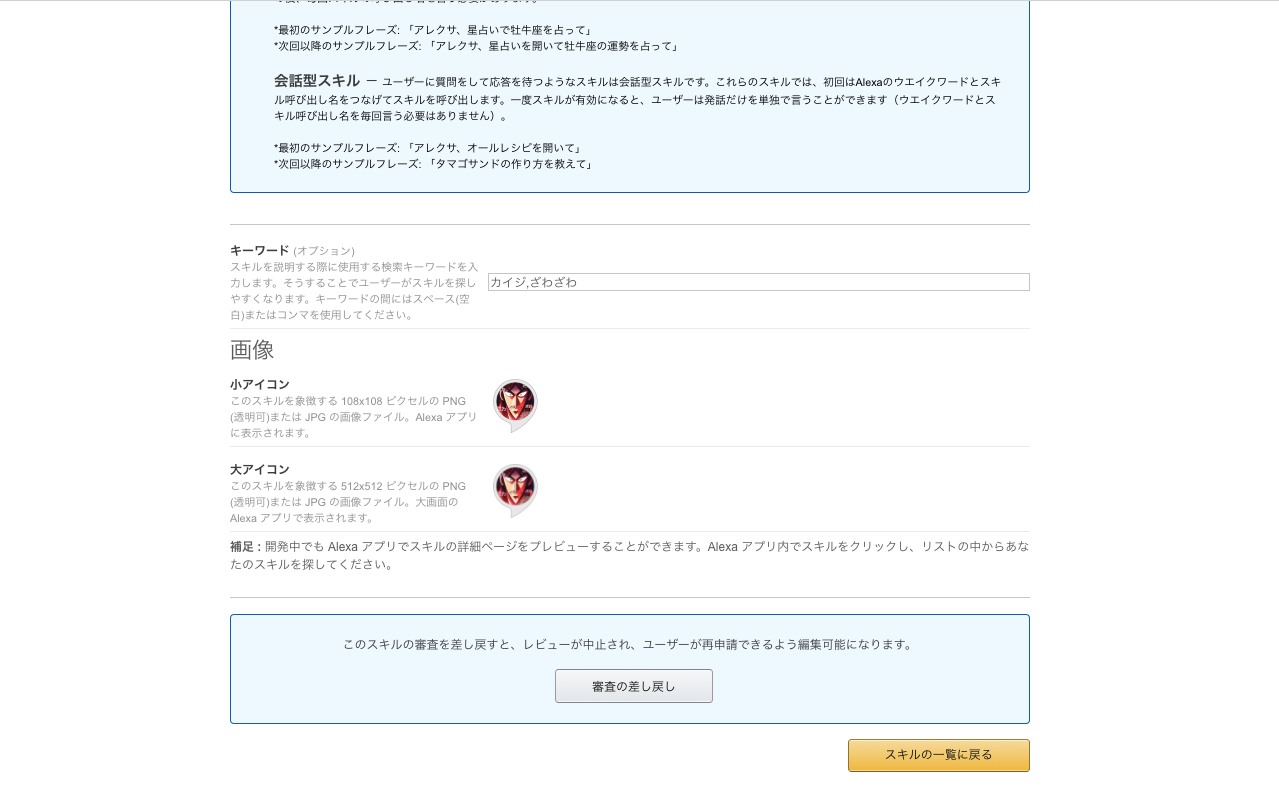 *最初のサンプルフレーズ: 「アレクサ、星占いで牡牛座を占って」
*次回以降のサンプルフレーズ: 「アレクサ、星占いを開いて牡牛座の運勢を占って」
会話型スキル － ユーザーに質問をして応答を待つようなスキルは会話型スキルです。これらのスキルでは、初回はAlexaのウエイクワードとスキ
ル呼び出し名をつなげてスキルを呼び出します。一度スキルが有効になると、ユーザーは発話だけを単独で言うことができます（ウエイクワードとス
キル呼び出し名を毎回言う必要はありません）。
*最初のサンプルフレーズ: 「アレクサ、オールレシピを開いて」
*次回以降のサンプルフレーズ: 「タマゴサンドの作り方を教えて」
キーワード (オプション)
スキルを説明する際に使用する検索キーワードを入
力します。そうすることでユーザーがスキルを探し
やすくなります。キーワードの間にはスペース(空
白)またはコンマを使用してください。
カイジ,ざわざわ
画像
小アイコン
このスキルを象徴する 108x108 ピクセルの PNG
(透明可)または JPG の画像ファイル。Alexa アプリ
に表示されます。
大アイコン
このスキルを象徴する 512x512 ピクセルの PNG
(透明可)または JPG の画像ファイル。大画面の
Alexa アプリで表示されます。
補足 : 開発中でも Alexa アプリでスキルの詳細ページをプレビューすることができます。Alexa アプリ内でスキルをクリックし、リストの中からあな
たのスキルを探してください。
このスキルの審査を差し戻すと、レビューが中止され、ユーザーが再申請できるよう編集可能になります。
審査の差し戻し
スキルの一覧に戻る